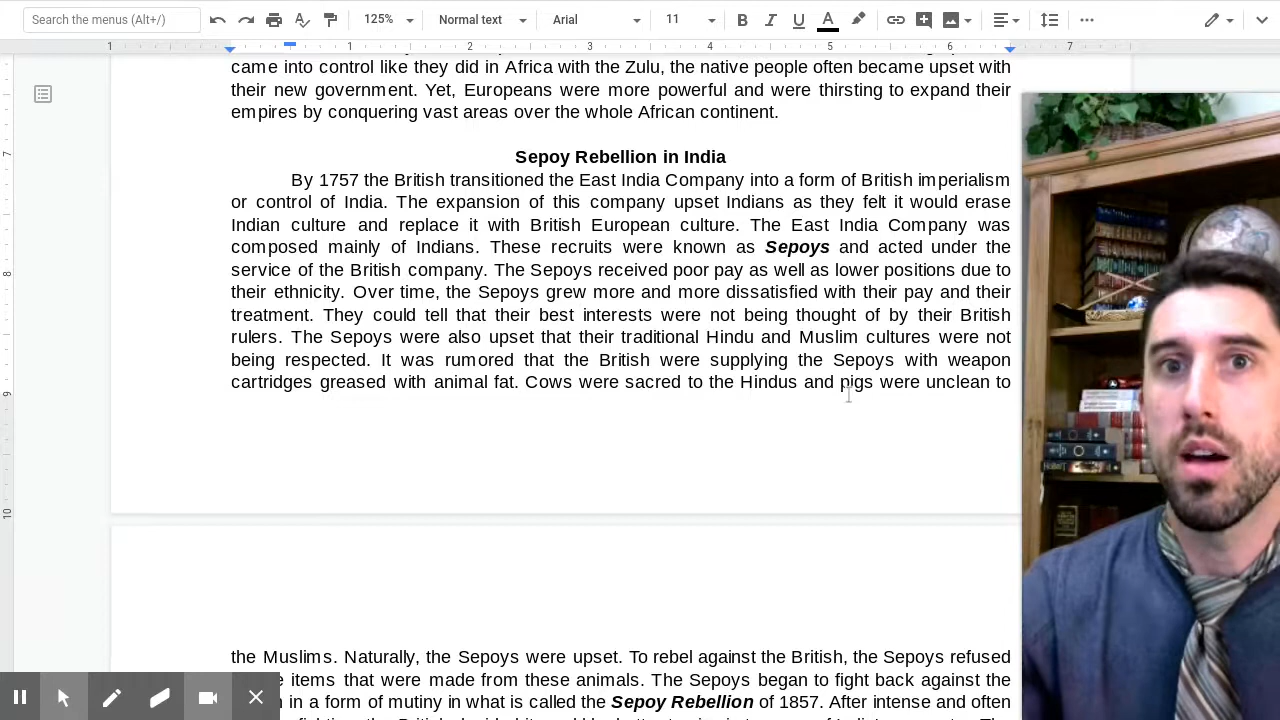 Search the menus (Alt+/)
125%
Normal text
Arial
11
B I U A
1 1 2 3 4 5 6 7
came into control like they did in Africa with the Zulu, the native people often became upset with
their new government. Yet, Europeans were more powerful and were thirsting to expand their
empires by conquering vast areas over the whole African continent.
Sepoy Rebellion in India
By 1757 the British transitioned the East India Company into a form of British imperialism
or control of India. The expansion of this company upset Indians as they felt it would erase
Indian culture and replace it with British European culture. The East India Company was
composed mainly of Indians. These recruits were known as Sepoys and acted under the
service of the British company. The Sepoys received poor pay as well as lower positions due to
their ethnicity. Over time, the Sepoys grew more and more dissatisfied with their pay and their
treatment. They could tell that their best interests were not being thought of by their British
rulers. The Sepoys were also upset that their traditional Hindu and Muslim cultures were not
being respected. It was rumored that the British were supplying the Sepoys with weapon
cartridges greased with animal fat. Cows were sacred to the Hindus and pigs were unclean to
the Muslims. Naturally, the Sepoys were upset. To rebel against the British, the Sepoys refused
items that were made from these animals. The Sepoys began to fight back against the
in a form of mutiny in what is called the Sepoy Rebellion of 1857. After intense and often
7
8
9
10
HOBBIT